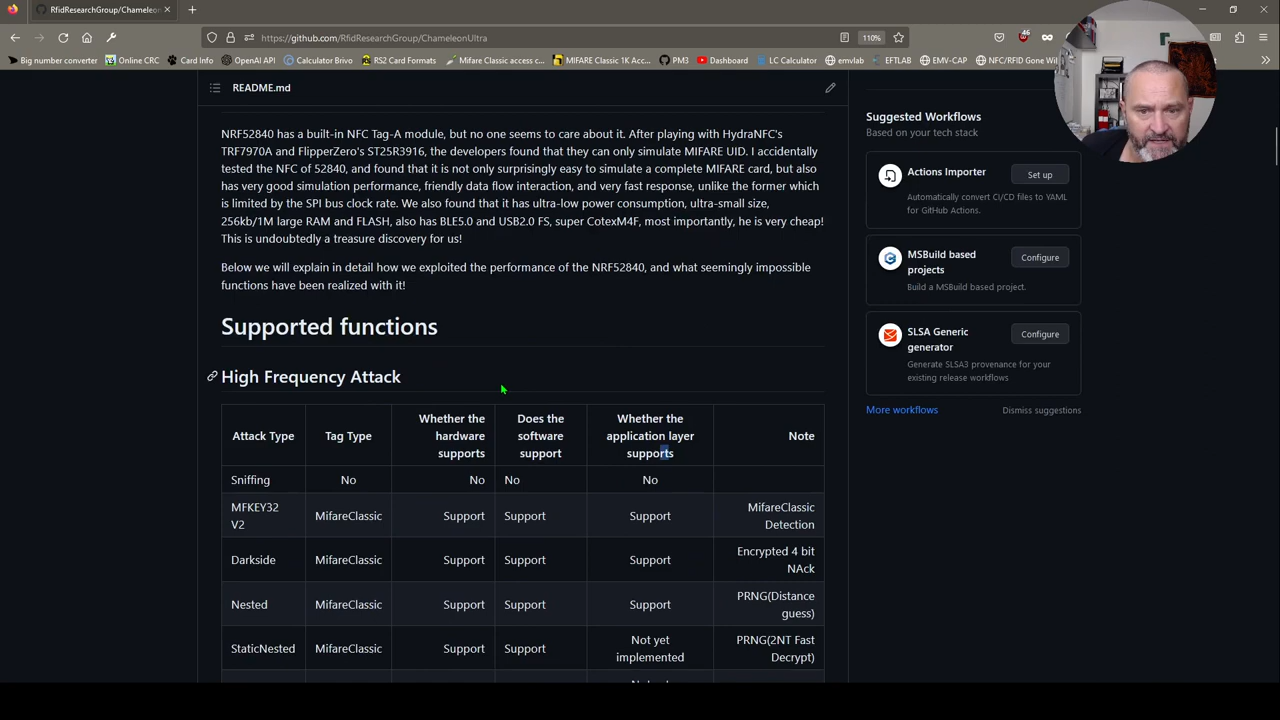 RfidResearchGroup/Chameleon
https://github.com/RfidResearchGroup/ChameleonUltra
110%
46
Big number converter
Online CRC
Card Info
OpenAI API
Calculator Brivo
RS2 Card Formats
Mifare Classic access c...
MIFARE Classic 1K Acc...
PM3
Dashboard
LC Calculator
emvlab
EFTLAB
EMV-CAP
NFC/RFID Gone Wil
README.md
NRF52840 has a built-in NFC Tag-A module, but no one seems to care about it. After playing with HydraNFC's
TRF7970A and FlipperZero's ST25R3916, the developers found that they can only simulate MIFARE UID. I accidentally
tested the NFC of 52840, and found that it is not only surprisingly easy to simulate a complete MIFARE card, but also
has very good simulation performance, friendly data flow interaction, and very fast response, unlike the former which
is limited by the SPI bus clock rate. We also found that it has ultra-low power consumption, ultra-small size,
256kb/1M large RAM and FLASH, also has BLE5.0 and USB2.0 FS, super CotexM4F, most importantly, he is very cheap!
This is undoubtedly a treasure discovery for us!
Below we will explain in detail how we exploited the performance of the NRF52840, and what seemingly impossible
functions have been realized with it!
Supported functions
High Frequency Attack
Attack Type
Tag Type
Whether the
hardware
supports
Does the
software
support
Whether the
application layer
supports
Note
Sniffing
No
No
No
No
MFKEY32
V2
MifareClassic
Support
Support
Support
MifareClassic
Detection
Darkside
MifareClassic
Support
Support
Support
Encrypted 4 bit
NAck
Nested
MifareClassic
Support
Support
Support
PRNG(Distance
guess)
StaticNested
MifareClassic
Support
Support
Not yet
implemented
PRNG(2NT Fast
Decrypt)
Suggested Workflows
Based on your tech stack
Actions Importer
Set up
Automatically convert CI/CD files to YAML
for GitHub Actions.
MSBuild based
projects
Configure
Build a MSBuild based project.
SLSA Generic
generator
Configure
Generate SLSA3 provenance for your
existing release workflows
More workflows
Dismiss suggestions